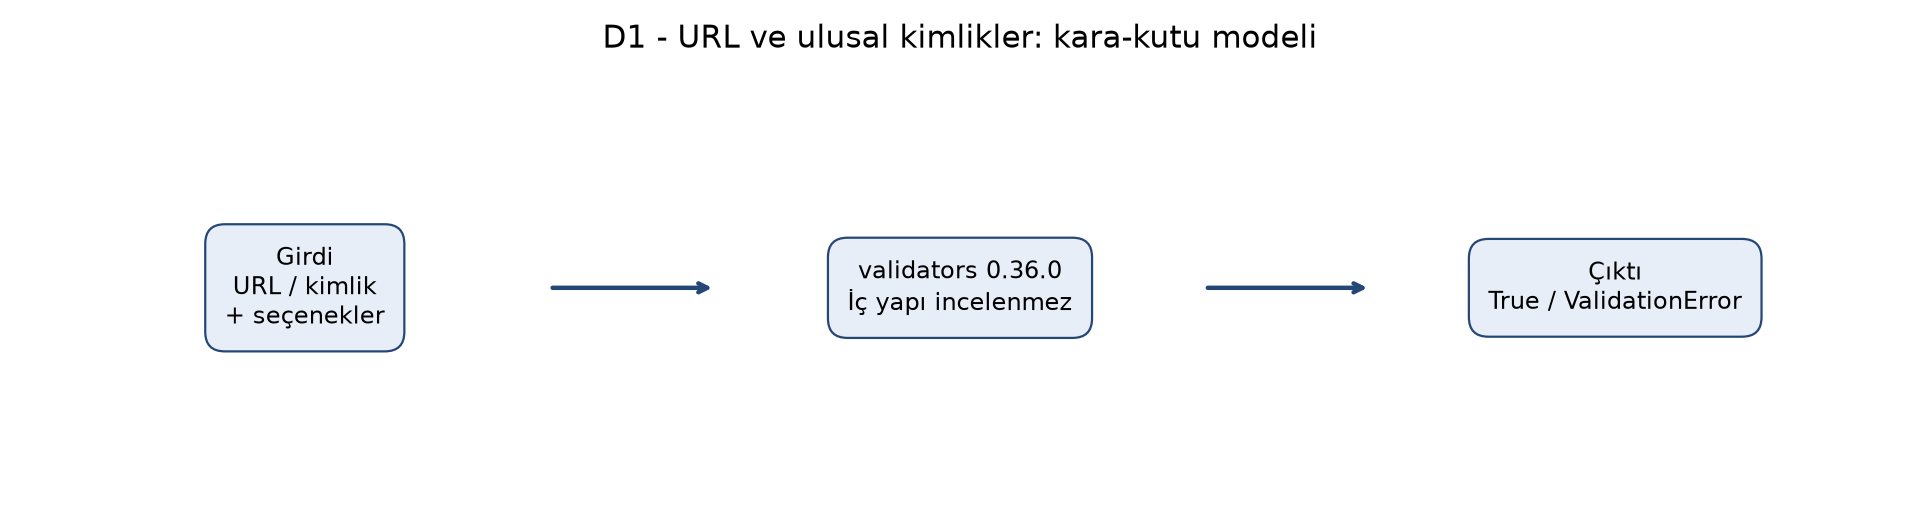 D1 - URL ve ulusal kimlikler: kara-kutu modeli
Girdi
URL / kimlik
+ seçenekler
validators 0.36.0
İç yapı incelenmez
Çıktı
True / ValidationError